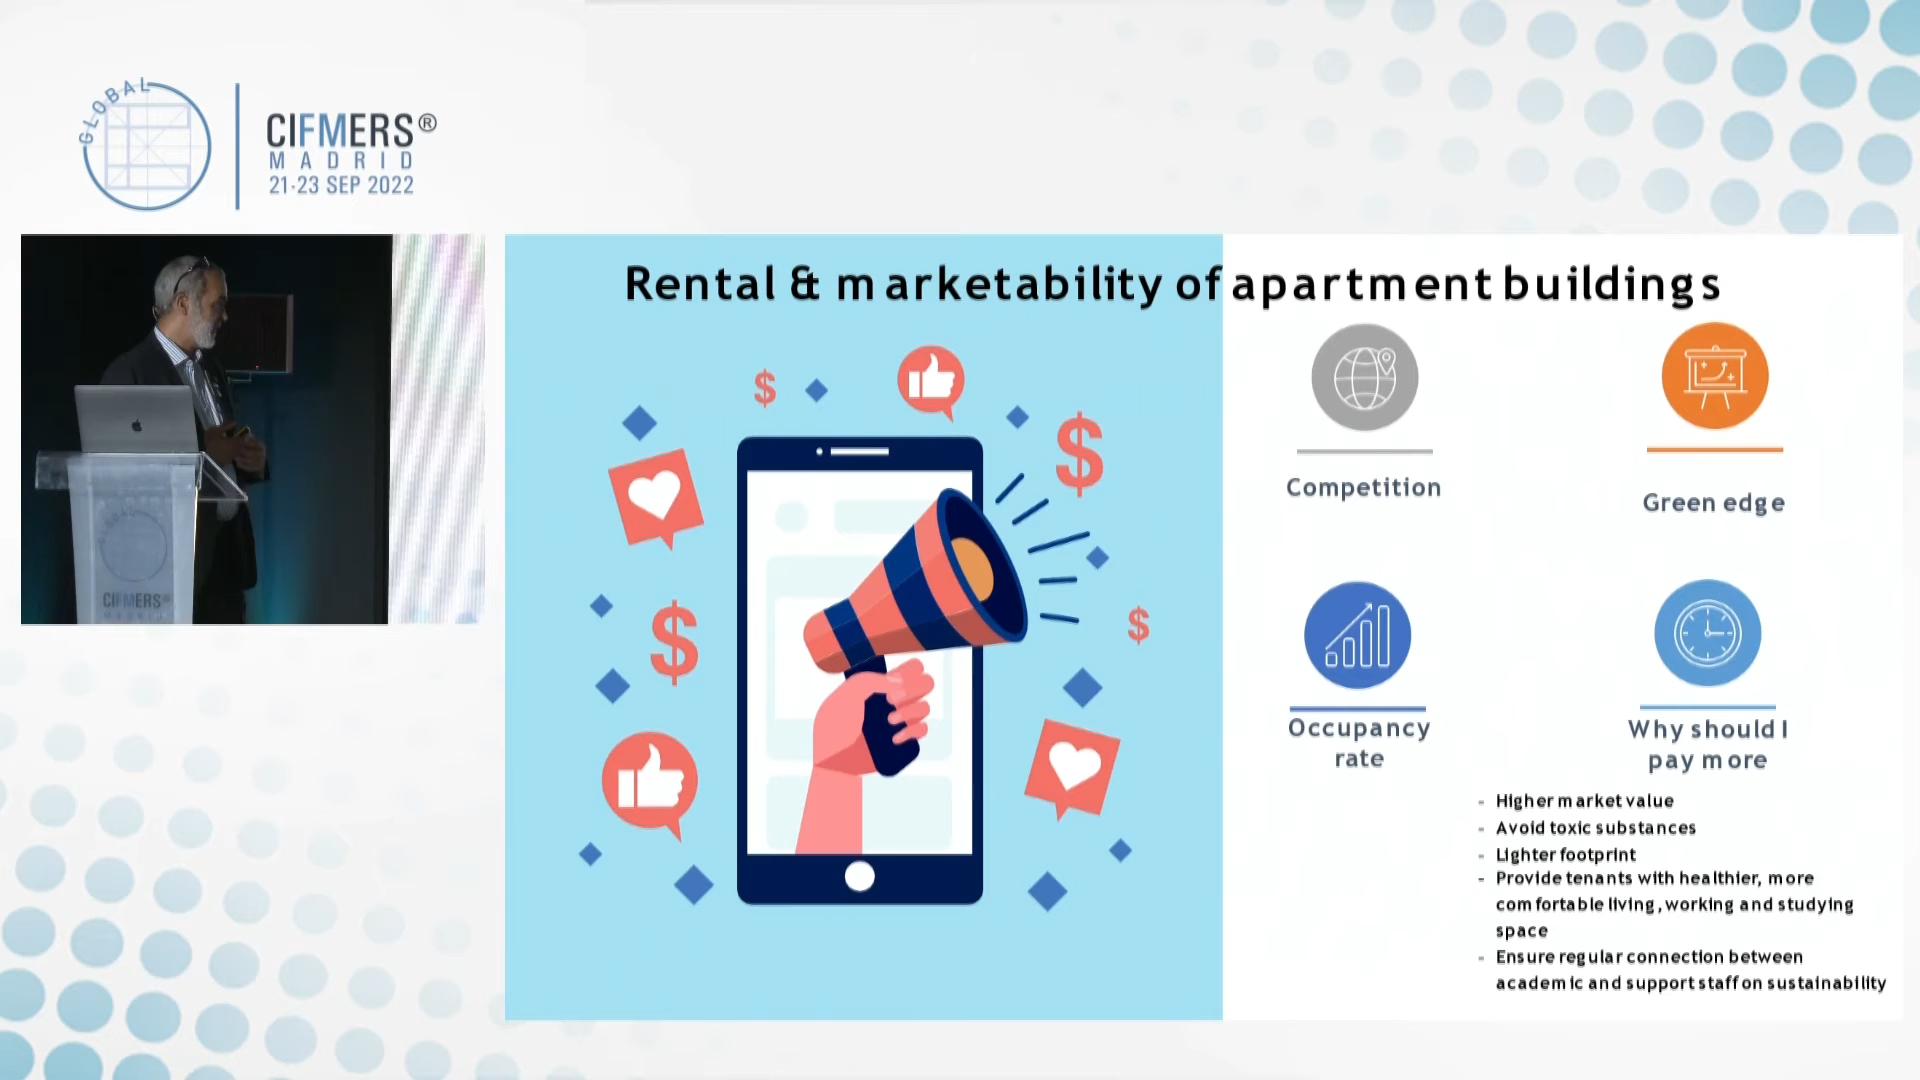 GLOBAL
CIFMERS®
MADRID
21-23 SEP 2022
CIFMERS®
MADRID
Rental & marketability of apartment buildings
$
$
$
$
Competition
Green edge
Occupancy
rate
Why should I
pay more
- Higher market value
- Avoid toxic substances
- Lighter footprint
- Provide tenants with healthier, more
comfortable living, working and studying
space
- Ensure regular connection between
academic and support staff on sustainability